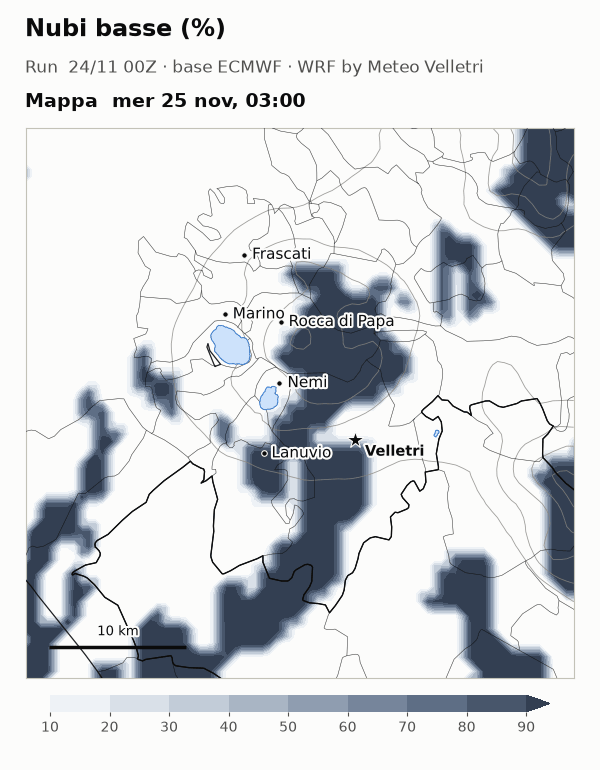 Nubi basse (%)
Run  24/11 00Z · base ECMWF · WRF by Meteo Velletri
Mappa  mer 25 nov, 03:00
Frascati
Marino
Rocca di Papa
Nemi
Velletri
Lanuvio
10 km
10 20 30 40 50 60 70 80 90